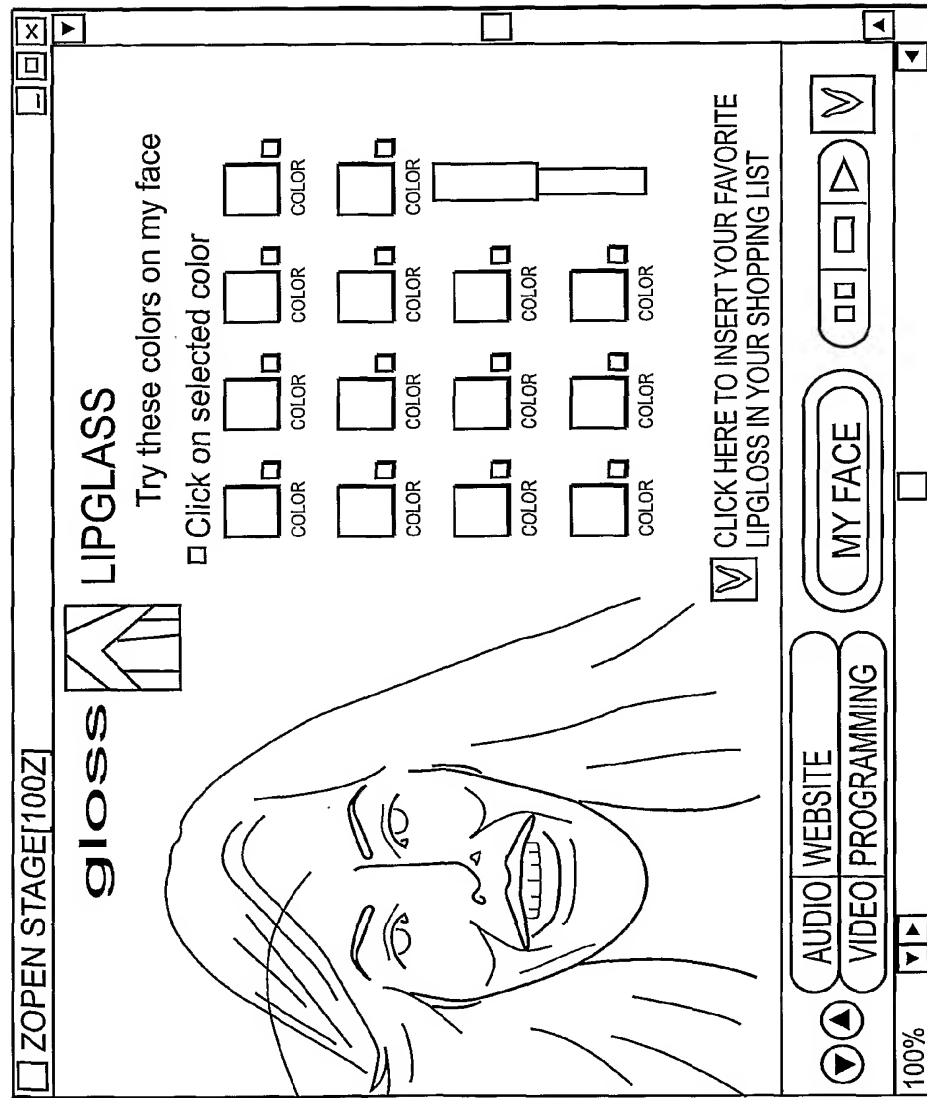 ZOPEN STAGE[100Z]
gloss LIPGLASS
Try these colors on my face
Click on selected color
COLOR COLOR COLOR COLOR
COLOR COLOR COLOR COLOR
COLOR COLOR COLOR
COLOR COLOR COLOR
CLICK HERE TO INSERT YOUR FAVORITE
LIPGLOSS IN YOUR SHOPPING LIST
AUDIO WEBSITE
VIDEO PROGRAMMING
MY FACE
100%